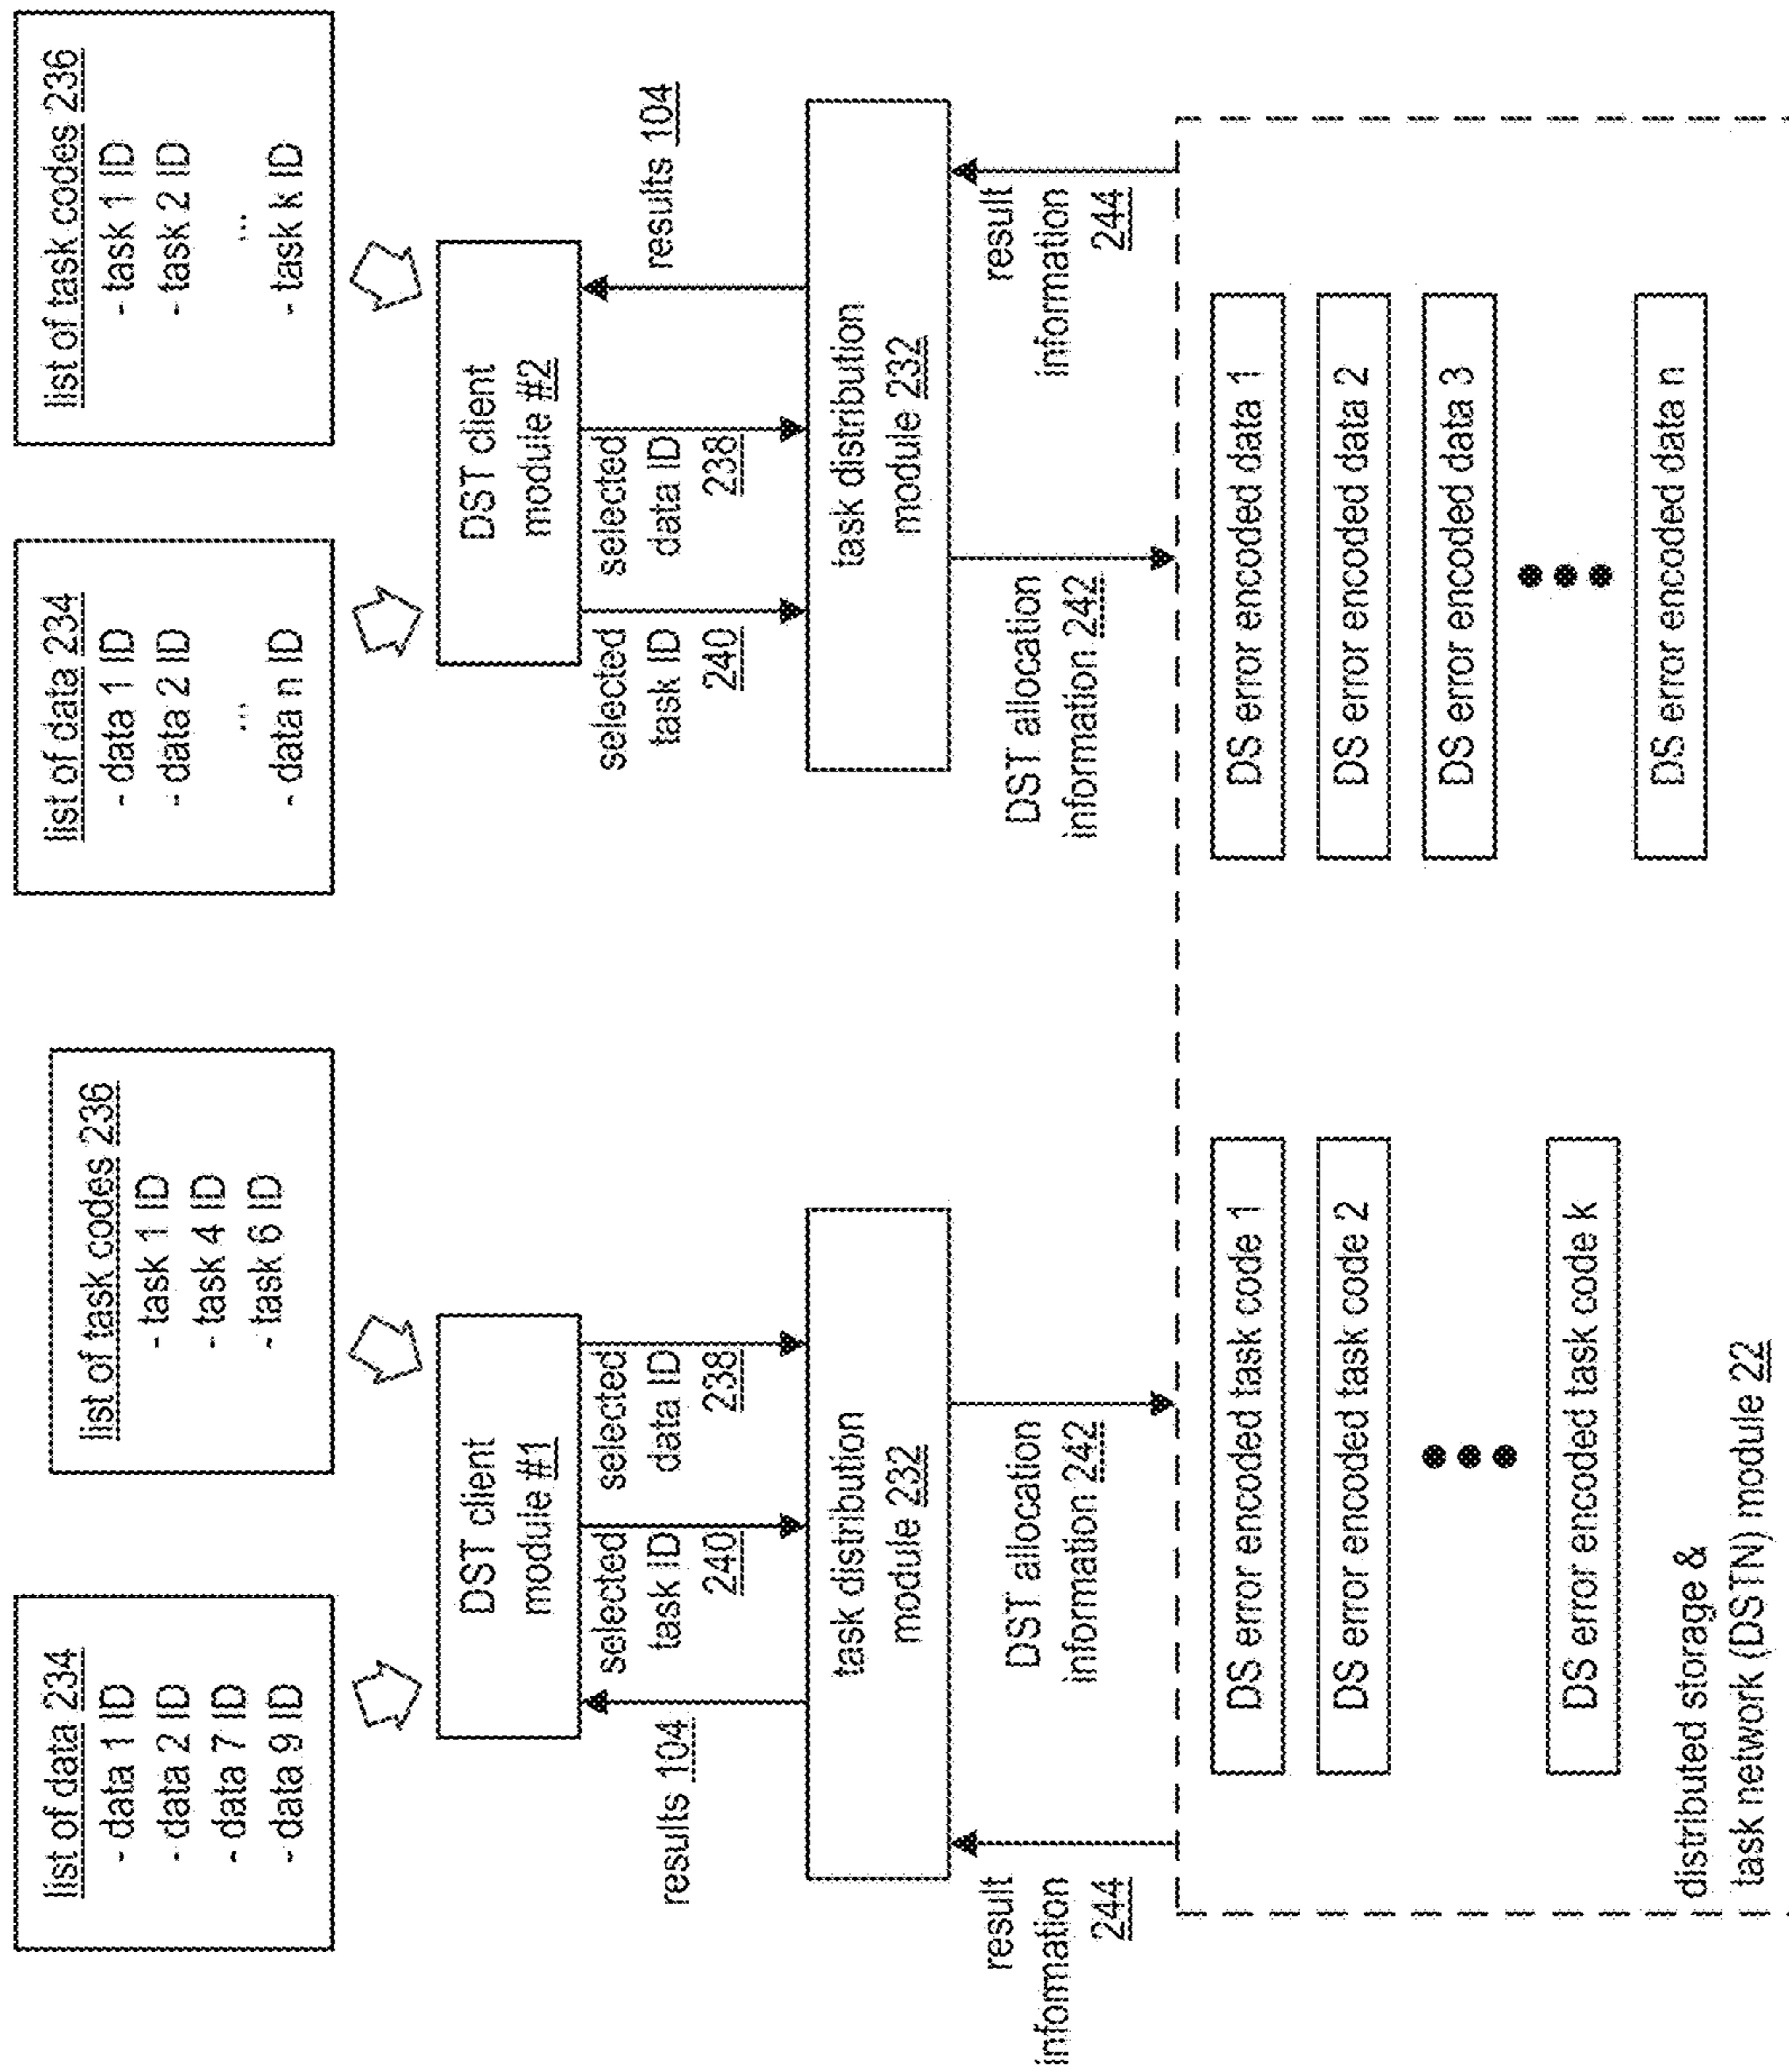 list of data 234
- data 1 ID
- data 2 ID
- data 7 ID
- data 9 ID
list of task codes 236
- task 1 ID
- task 4 ID
- task 6 ID
list of data 234
- data 1 ID
- data 2 ID
...
- data n ID
list of task codes 236
- task 1 ID
- task 2 ID
...
- task k ID
DST client
module #1
DST client
module #2
results 104
selected
task ID
240
selected
data ID
238
selected
task ID
240
selected
data ID
238
results 104
task distribution
module 232
task distribution
module 232
result
information
244
DST allocation
information 242
DST allocation
information 242
result
information
244
DS error encoded task code 1
DS error encoded task code 2
DS error encoded task code k
DS error encoded data 1
DS error encoded data 2
DS error encoded data 3
DS error encoded data n
distributed storage &
task network (DSTN) module 22